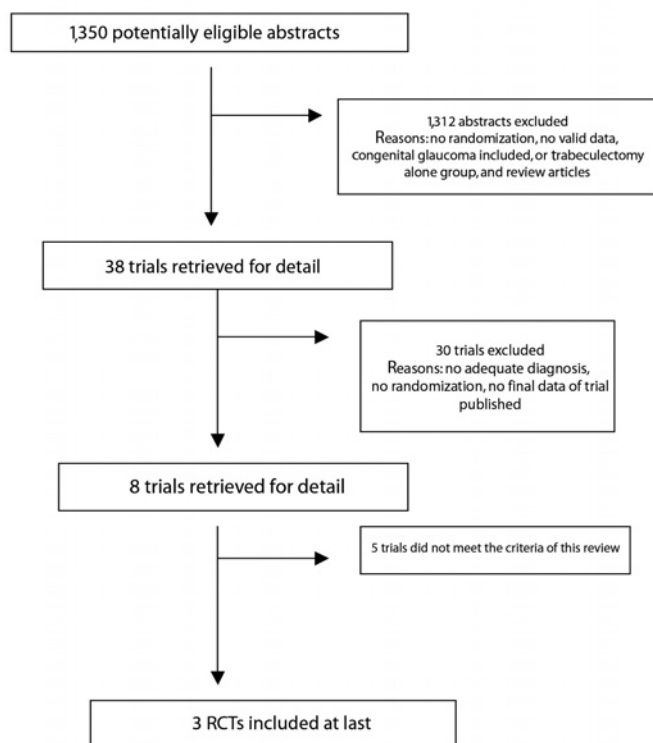 1,350 potentially eligible abstracts
1,312 abstracts excluded
Reasons: no randomization, no valid data,
congenital glaucoma included, or trabeculectomy
alone group, and review articles
38 trials retrieved for detail
30 trials excluded
Reasons: no adequate diagnosis,
no randomization, no final data of trial
published
8 trials retrieved for detail
5 trials did not meet the criteria of this review
3 RCTs included at last